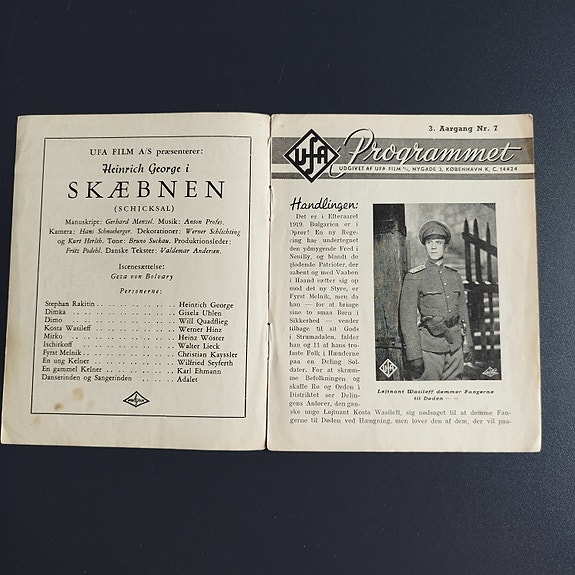 UFA FILM A/S præsenterer:
Heinrich George i
SKÆBNEN
(SCHICKSAL)
Manuskript: Gerhard Menzel. Musik: Anton Profes.
Kamera: Hans Schneeberger. Dekorationer: Werner Schlichting
og Kurt Herlth. Tone: Bruno Suckau. Produktionsleder:
Fritz Podehl. Danske Tekster: Valdemar Andersen.
Iscenesættelse:
Geza von Bolvary
Personerne:
Stephan Rakitin Heinrich George
Dimka Gisela Uhlen
Dimo Will Quadflieg
Kosta Wasileff Werner Hinz
Mirko Heinz Wöster
Ischirkoff Walter Lieck
Fyrst Melnik Christian Kayssler
En ung Kelner Wilfried Seyferth
En gammel Kelner Karl Ehmann
Danserinden og Sangerinden Adalet
3. Aargang Nr. 7
UFA Programmet
UDGIVET AF UFA FILM A/S, NYGADE 3, KØBENHAVN K, C. 14424
Handlingen:
Det er i Efteraaret
1919. Bulgarien er i
Oprør! En ny Rege-
ring har undertegnet
den ydmygende Fred i
Neuilly, og blandt de
glødende Patrioter, der
aabent og med Vaaben
i Haand sætter sig op
mod det ny Styre, er
Fyrst Melnik, men da
han — for at bringe
sine to smaa Børn i
Sikkerhed — vender
tilbage til sit Gods
i Strumadalen, falder
han og 11 af hans tro-
faste Folk i Hænderne
paa en Deling Sol-
dater. For at skræm-
me Befolkningen og
skaffe Ro og Orden i
Distriktet ser Delin-
gens Anfører, den gan-
ske unge Løjtnant Kosta Wasileff, sig nødsaget til at dømme Fan-
gerne til Døden ved Hængning, men lover den af dem, der vil paa-
Løjtnant Wasileff dømmer Fangerne
til Døden — —